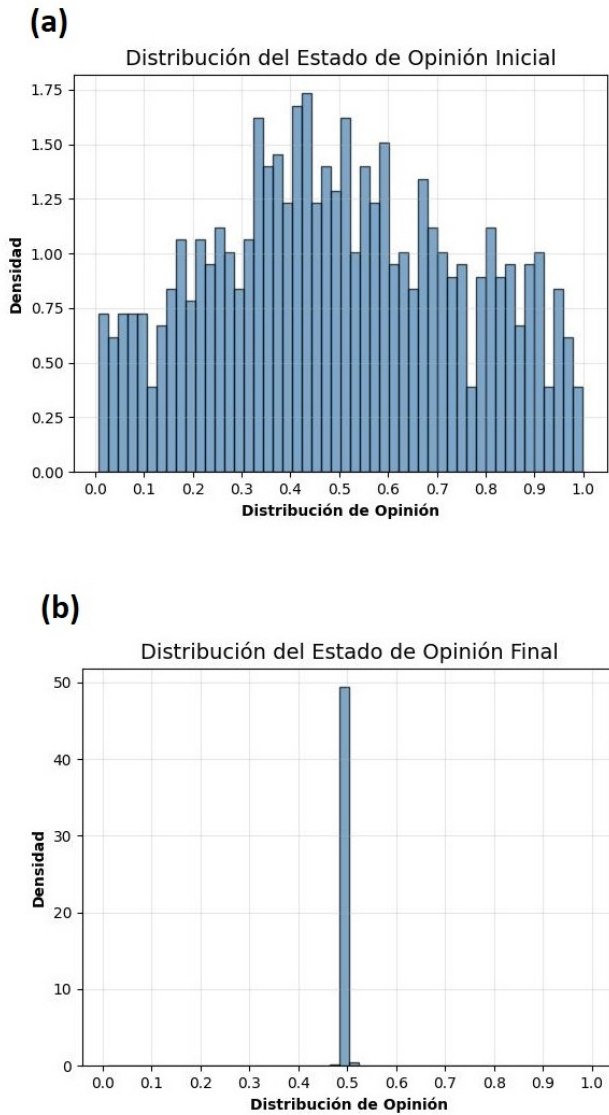 (a)
Distribución del Estado de Opinión Inicial
1.75
1.50
1.25
1.00
0.75
0.50
0.25
0.00
Densidad
0.0 0.1 0.2 0.3 0.4 0.5 0.6 0.7 0.8 0.9 1.0
Distribución de Opinión
(b)
Distribución del Estado de Opinión Final
50
40
30
20
10
0
Densidad
0.0 0.1 0.2 0.3 0.4 0.5 0.6 0.7 0.8 0.9 1.0
Distribución de Opinión